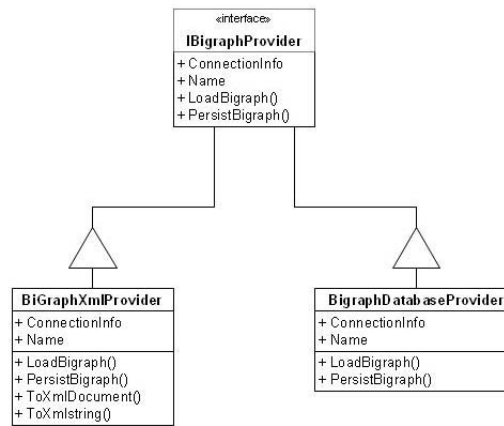 «interface»
IBigraphProvider
+ ConnectionInfo
+ Name
+ LoadBigraph()
+ PersistBigraph()
BiGraphXmlProvider
+ ConnectionInfo
+ Name
+ LoadBigraph()
+ PersistBigraph()
+ ToXmlDocument()
+ ToXmlstring()
BigraphDatabaseProvider
+ ConnectionInfo
+ Name
+ LoadBigraph()
+ PersistBigraph()